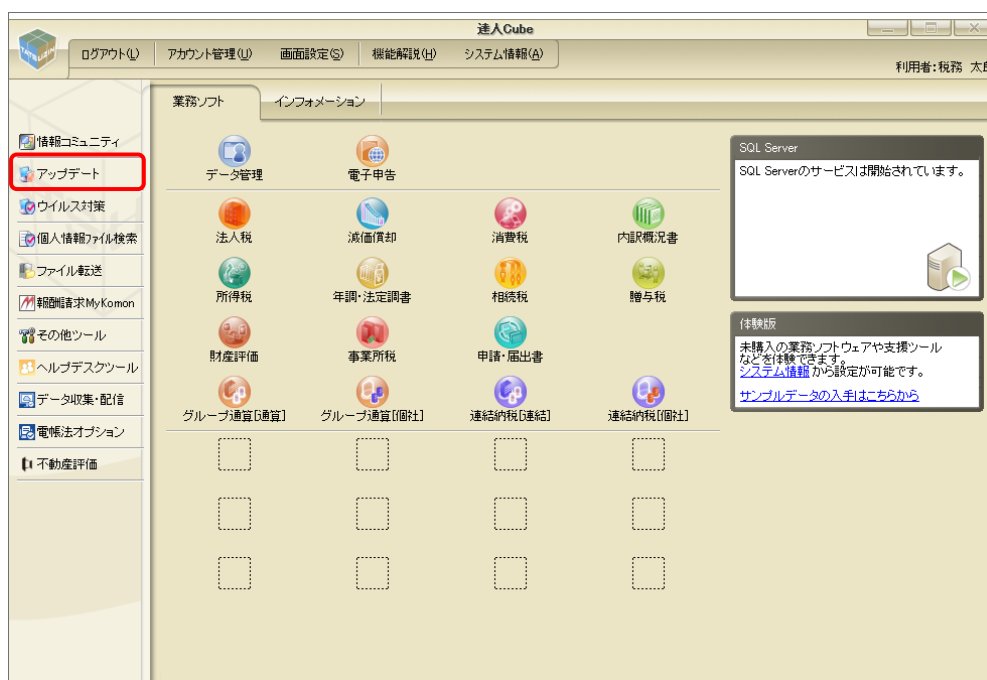 達人Cube
ログアウト(L)
アカウント管理(U)
画面設定(S)
機能解説(H)
システム情報(A)
利用者:税務 太郎
業務ソフト
インフォメーション
情報コミュニティ
アップデート
ウイルス対策
個人情報ファイル検索
ファイル転送
報酬請求MyKomon
その他ツール
ヘルプデスクツール
データ収集・配信
電帳法オプション
不動産評価
データ管理
電子申告
法人税
減価償却
消費税
内訳概況書
所得税
年調・法定調書
相続税
贈与税
財産評価
事業所税
申請・届出書
グループ通算[通算]
グループ通算[個社]
連結納税[連結]
連結納税[個社]
SQL Server
SQL Serverのサービスは開始されています。
体験版
未購入の業務ソフトウェアや支援ツール
などを体験できます。
システム情報 から設定が可能です。
サンプルデータの入手はこちらから